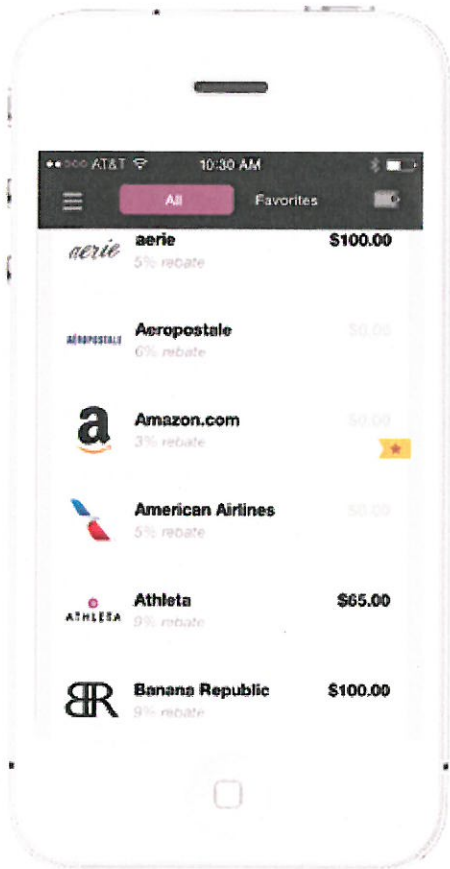 AT&T 10:30 AM
All Favorites
aerie aerie $100.00
5% rebate
AÉROPOSTALE Aeropostale $0.00
6% rebate
a Amazon.com $0.00
3% rebate
American Airlines $0.00
5% rebate
ATHLETA Athleta $65.00
9% rebate
BR Banana Republic $100.00
9% rebate